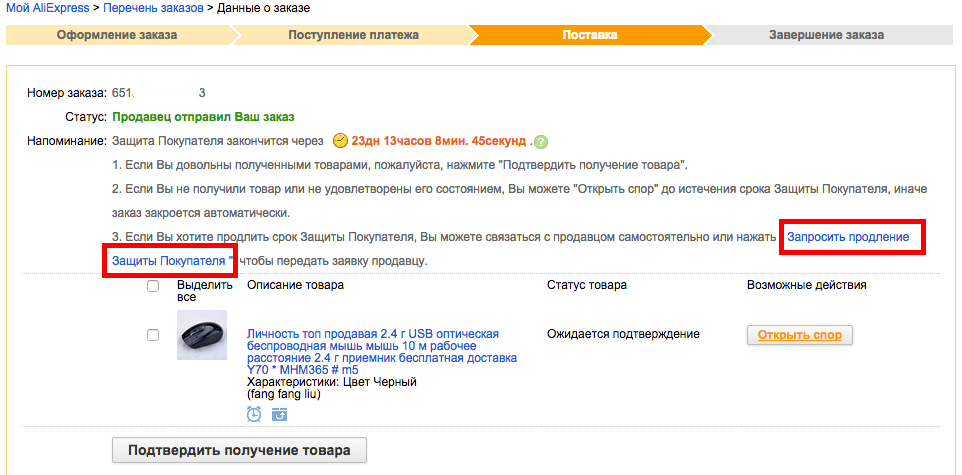 Мой AliExpress > Перечень заказов > Данные о заказе
Оформление заказа Поступление платежа Поставка Завершение заказа
Номер заказа: 651 3
Статус: Продавец отправил Ваш заказ
Напоминание: Защита Покупателя закончится через 23дн 13часов 8мин. 45секунд . ?
1. Если Вы довольны полученными товарами, пожалуйста, нажмите "Подтвердить получение товара".
2. Если Вы не получили товар или не удовлетворены его состоянием, Вы можете "Открыть спор" до истечения срока Защиты Покупателя, иначе
заказ закроется автоматически.
3. Если Вы хотите продлить срок Защиты Покупателя, Вы можете связаться с продавцом самостоятельно или нажать Запросить продление
Защиты Покупателя " чтобы передать заявку продавцу.
Выделить Описание товара Статус товара Возможные действия
все
Личность топ продавая 2.4 г USB оптическая Ожидается подтверждение Открыть спор
беспроводная мышь мышь 10 м рабочее
расстояние 2.4 г приемник бесплатная доставка
Y70 * MHM365 # m5
Характеристики: Цвет Черный
(fang fang liu)
Подтвердить получение товара